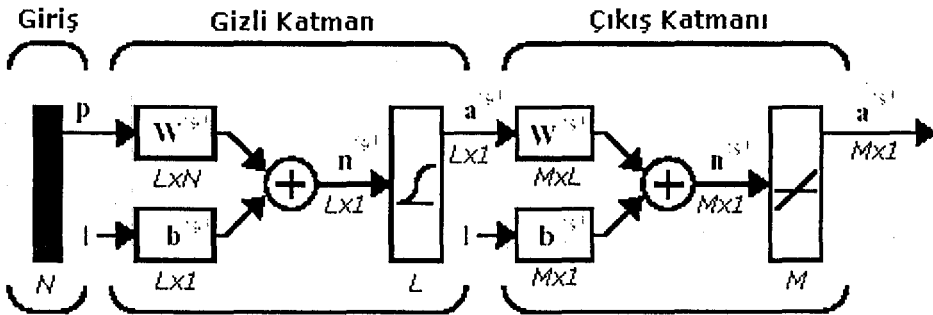 Giriş Gizli Katman Çıkış Katmanı
p W n a W n a
LxN Lx1 Lx1 MxL Mx1 Mx1
1 b 1 b
N Lx1 L Mx1 M